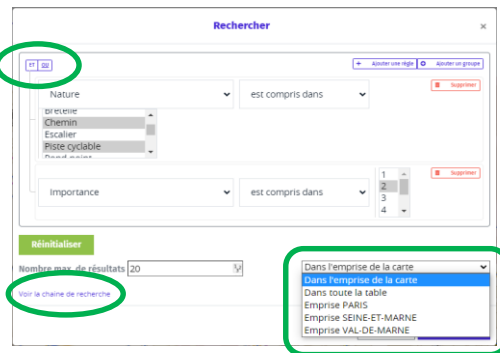 Rechercher ×
ET OU
+ Ajouter une règle Ajouter un groupe
Nature est compris dans Supprimer
Bretelle
Chemin
Escalier
Piste cyclable
Rond-point
Importance est compris dans 1 Supprimer
2
3
4
Réinitialiser
Nombre max. de résultats 20
Dans l'emprise de la carte
Dans l'emprise de la carte
Voir la chaine de recherche
Dans toute la table
Emprise PARIS
Emprise SEINE-ET-MARNE
Emprise VAL-DE-MARNE